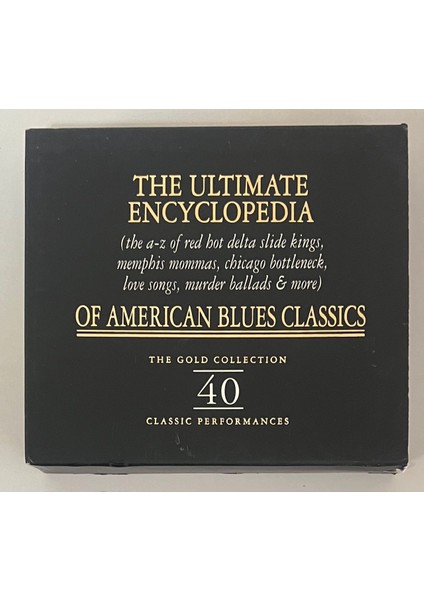 THE ULTIMATE
ENCYCLOPEDIA
(the a-z of red hot delta slide kings,
memphis mommas, chicago bottleneck,
love songs, murder ballads & more)
OF AMERICAN BLUES CLASSICS
THE GOLD COLLECTION
40
CLASSIC PERFORMANCES